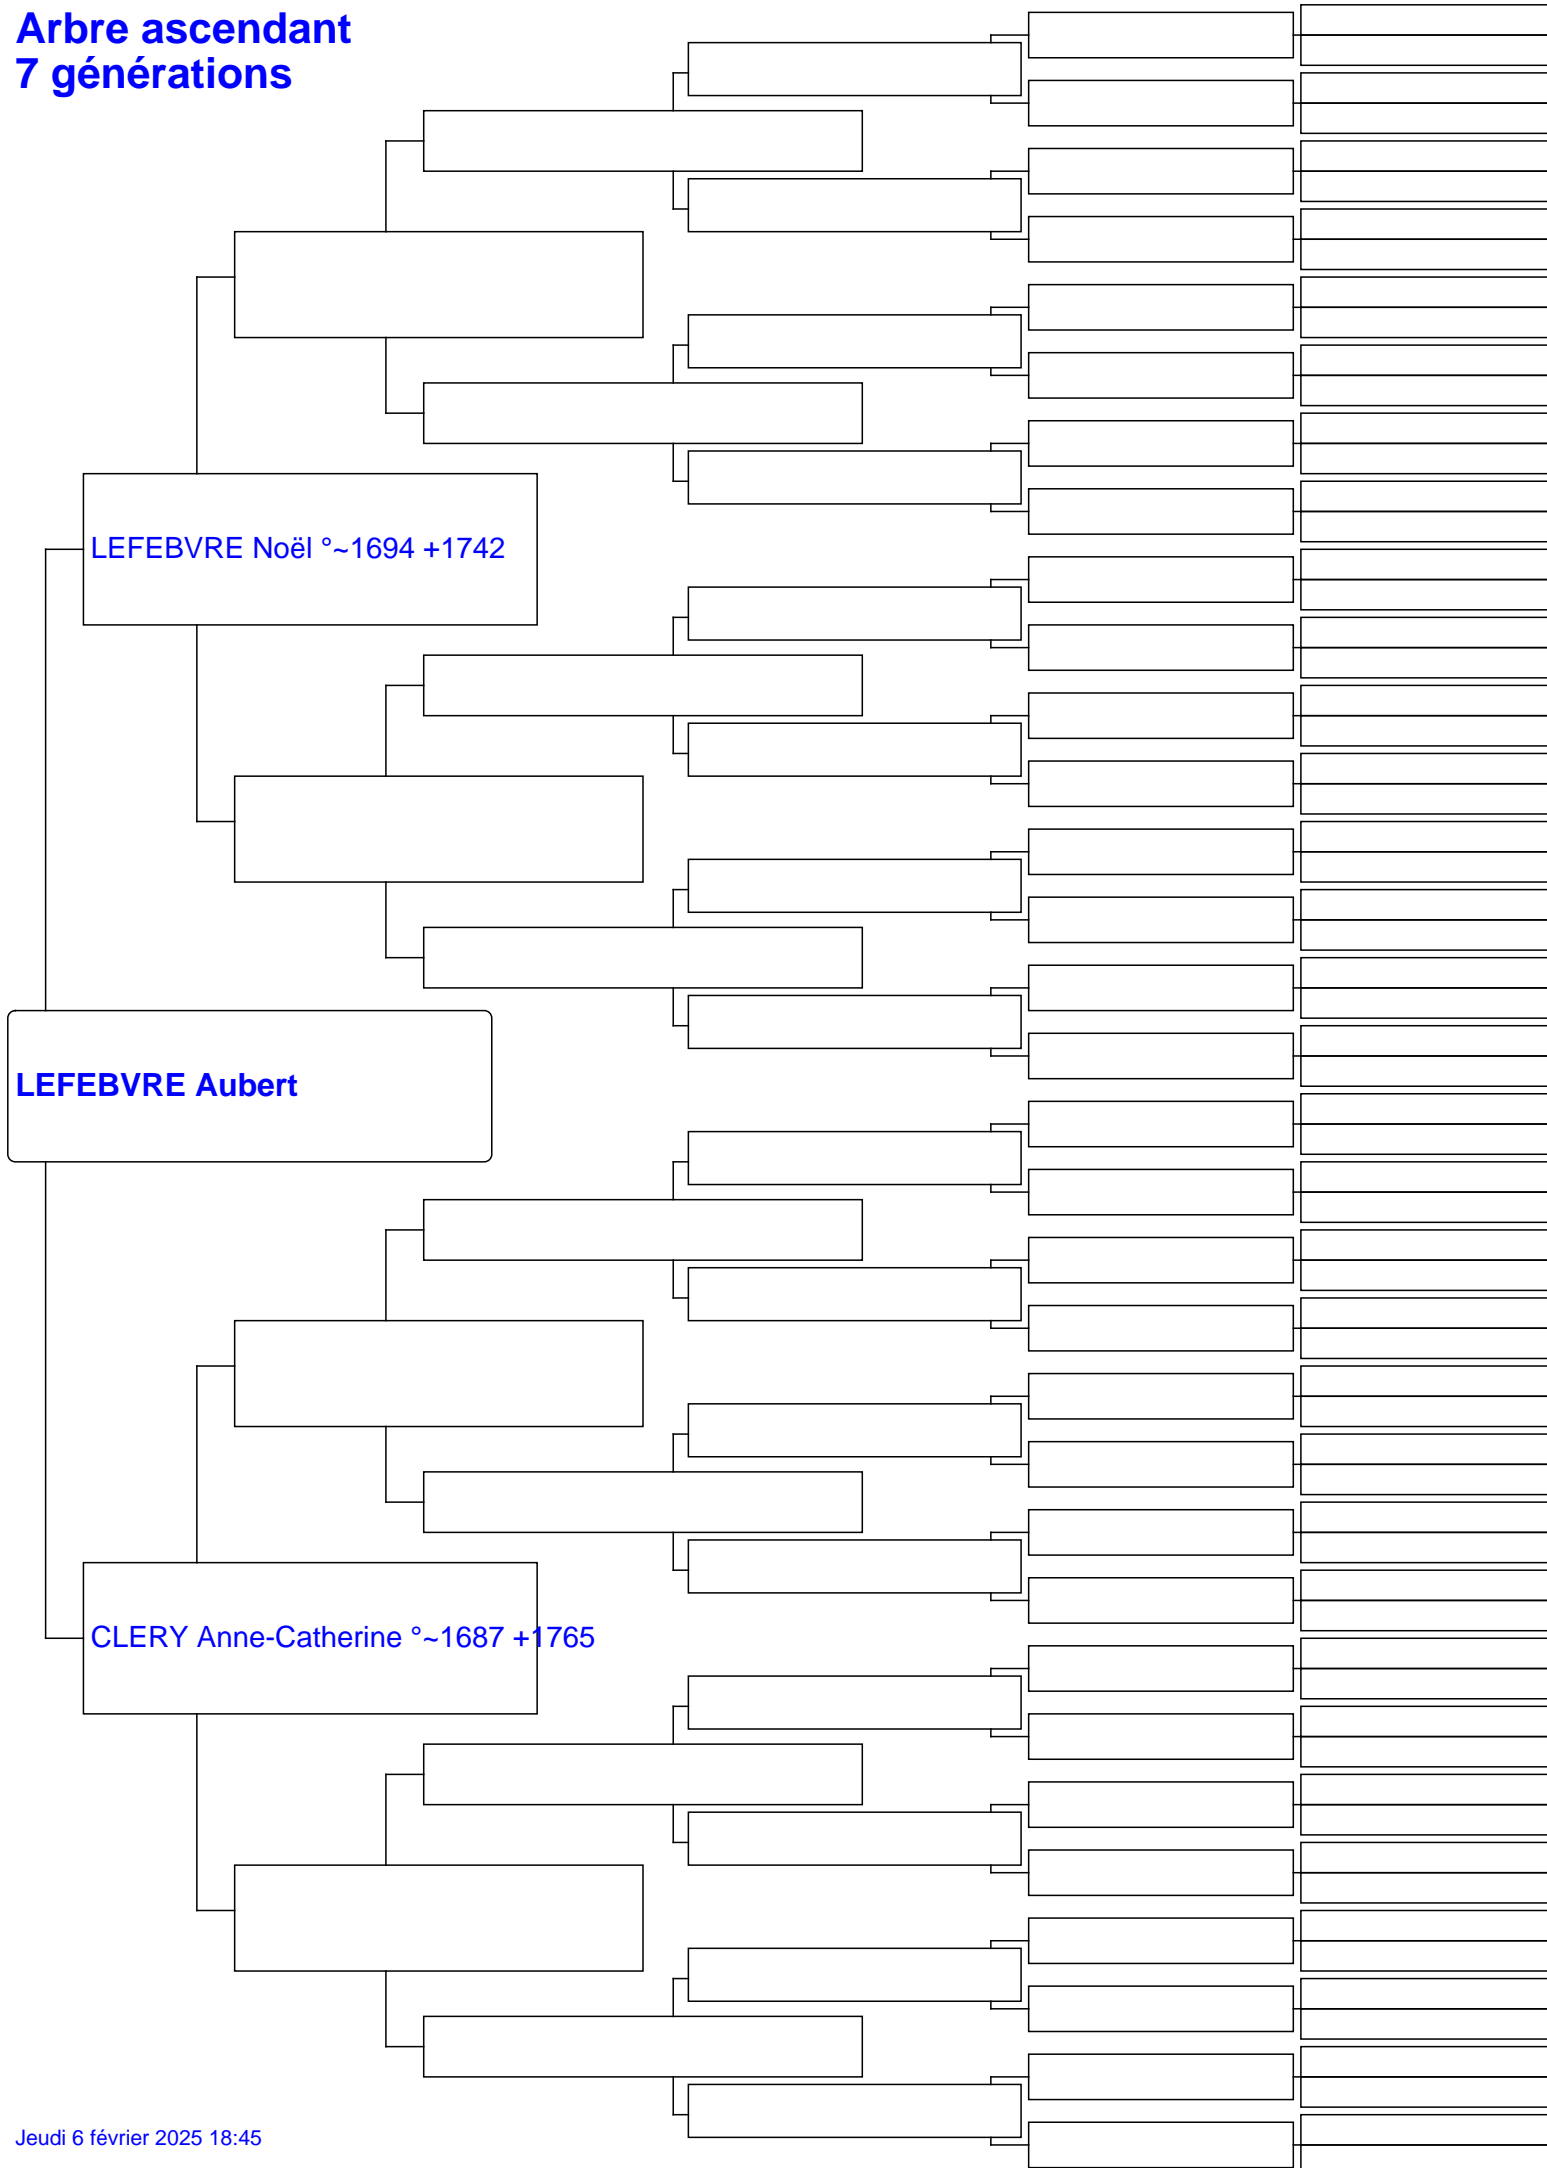 Arbre ascendant
7 générations
LEFEBVRE Noël °~1694 +1742
LEFEBVRE Aubert
CLERY Anne-Catherine °~1687 +1765
Jeudi 6 février 2025 18:45